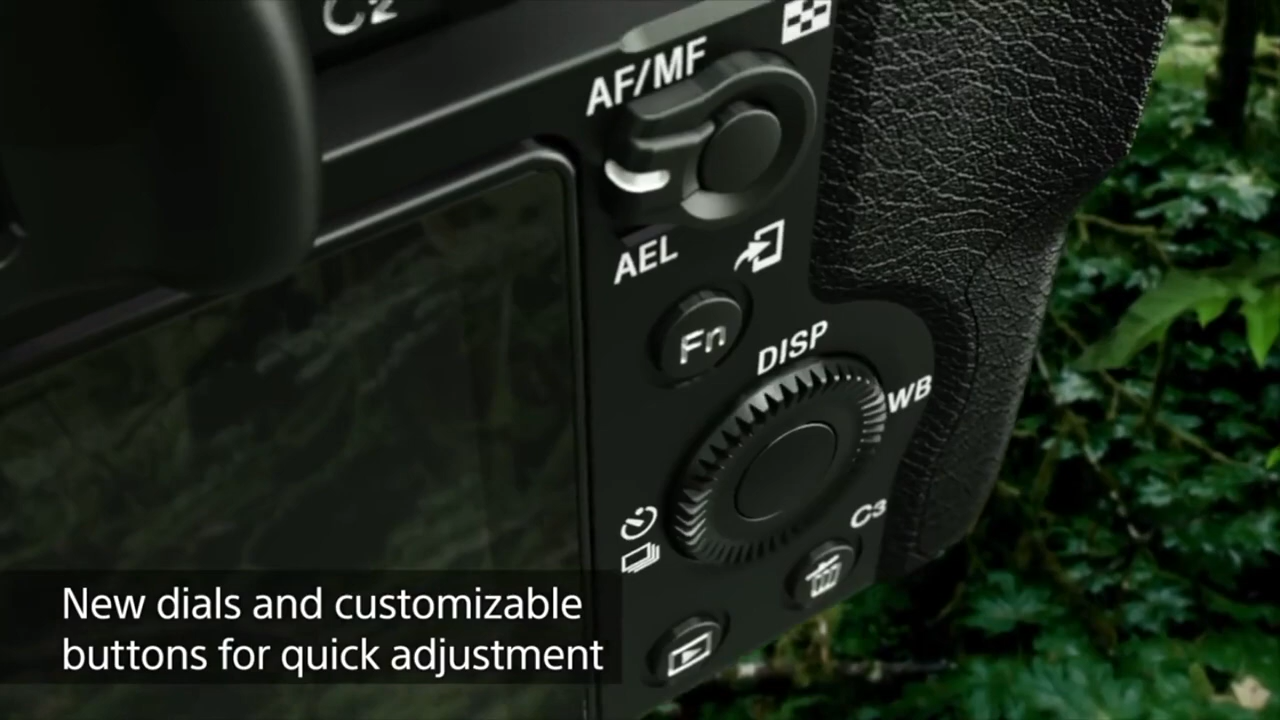 C2
AF/MF
AEL
Fn
DISP
WB
C3
New dials and customizable
buttons for quick adjustment